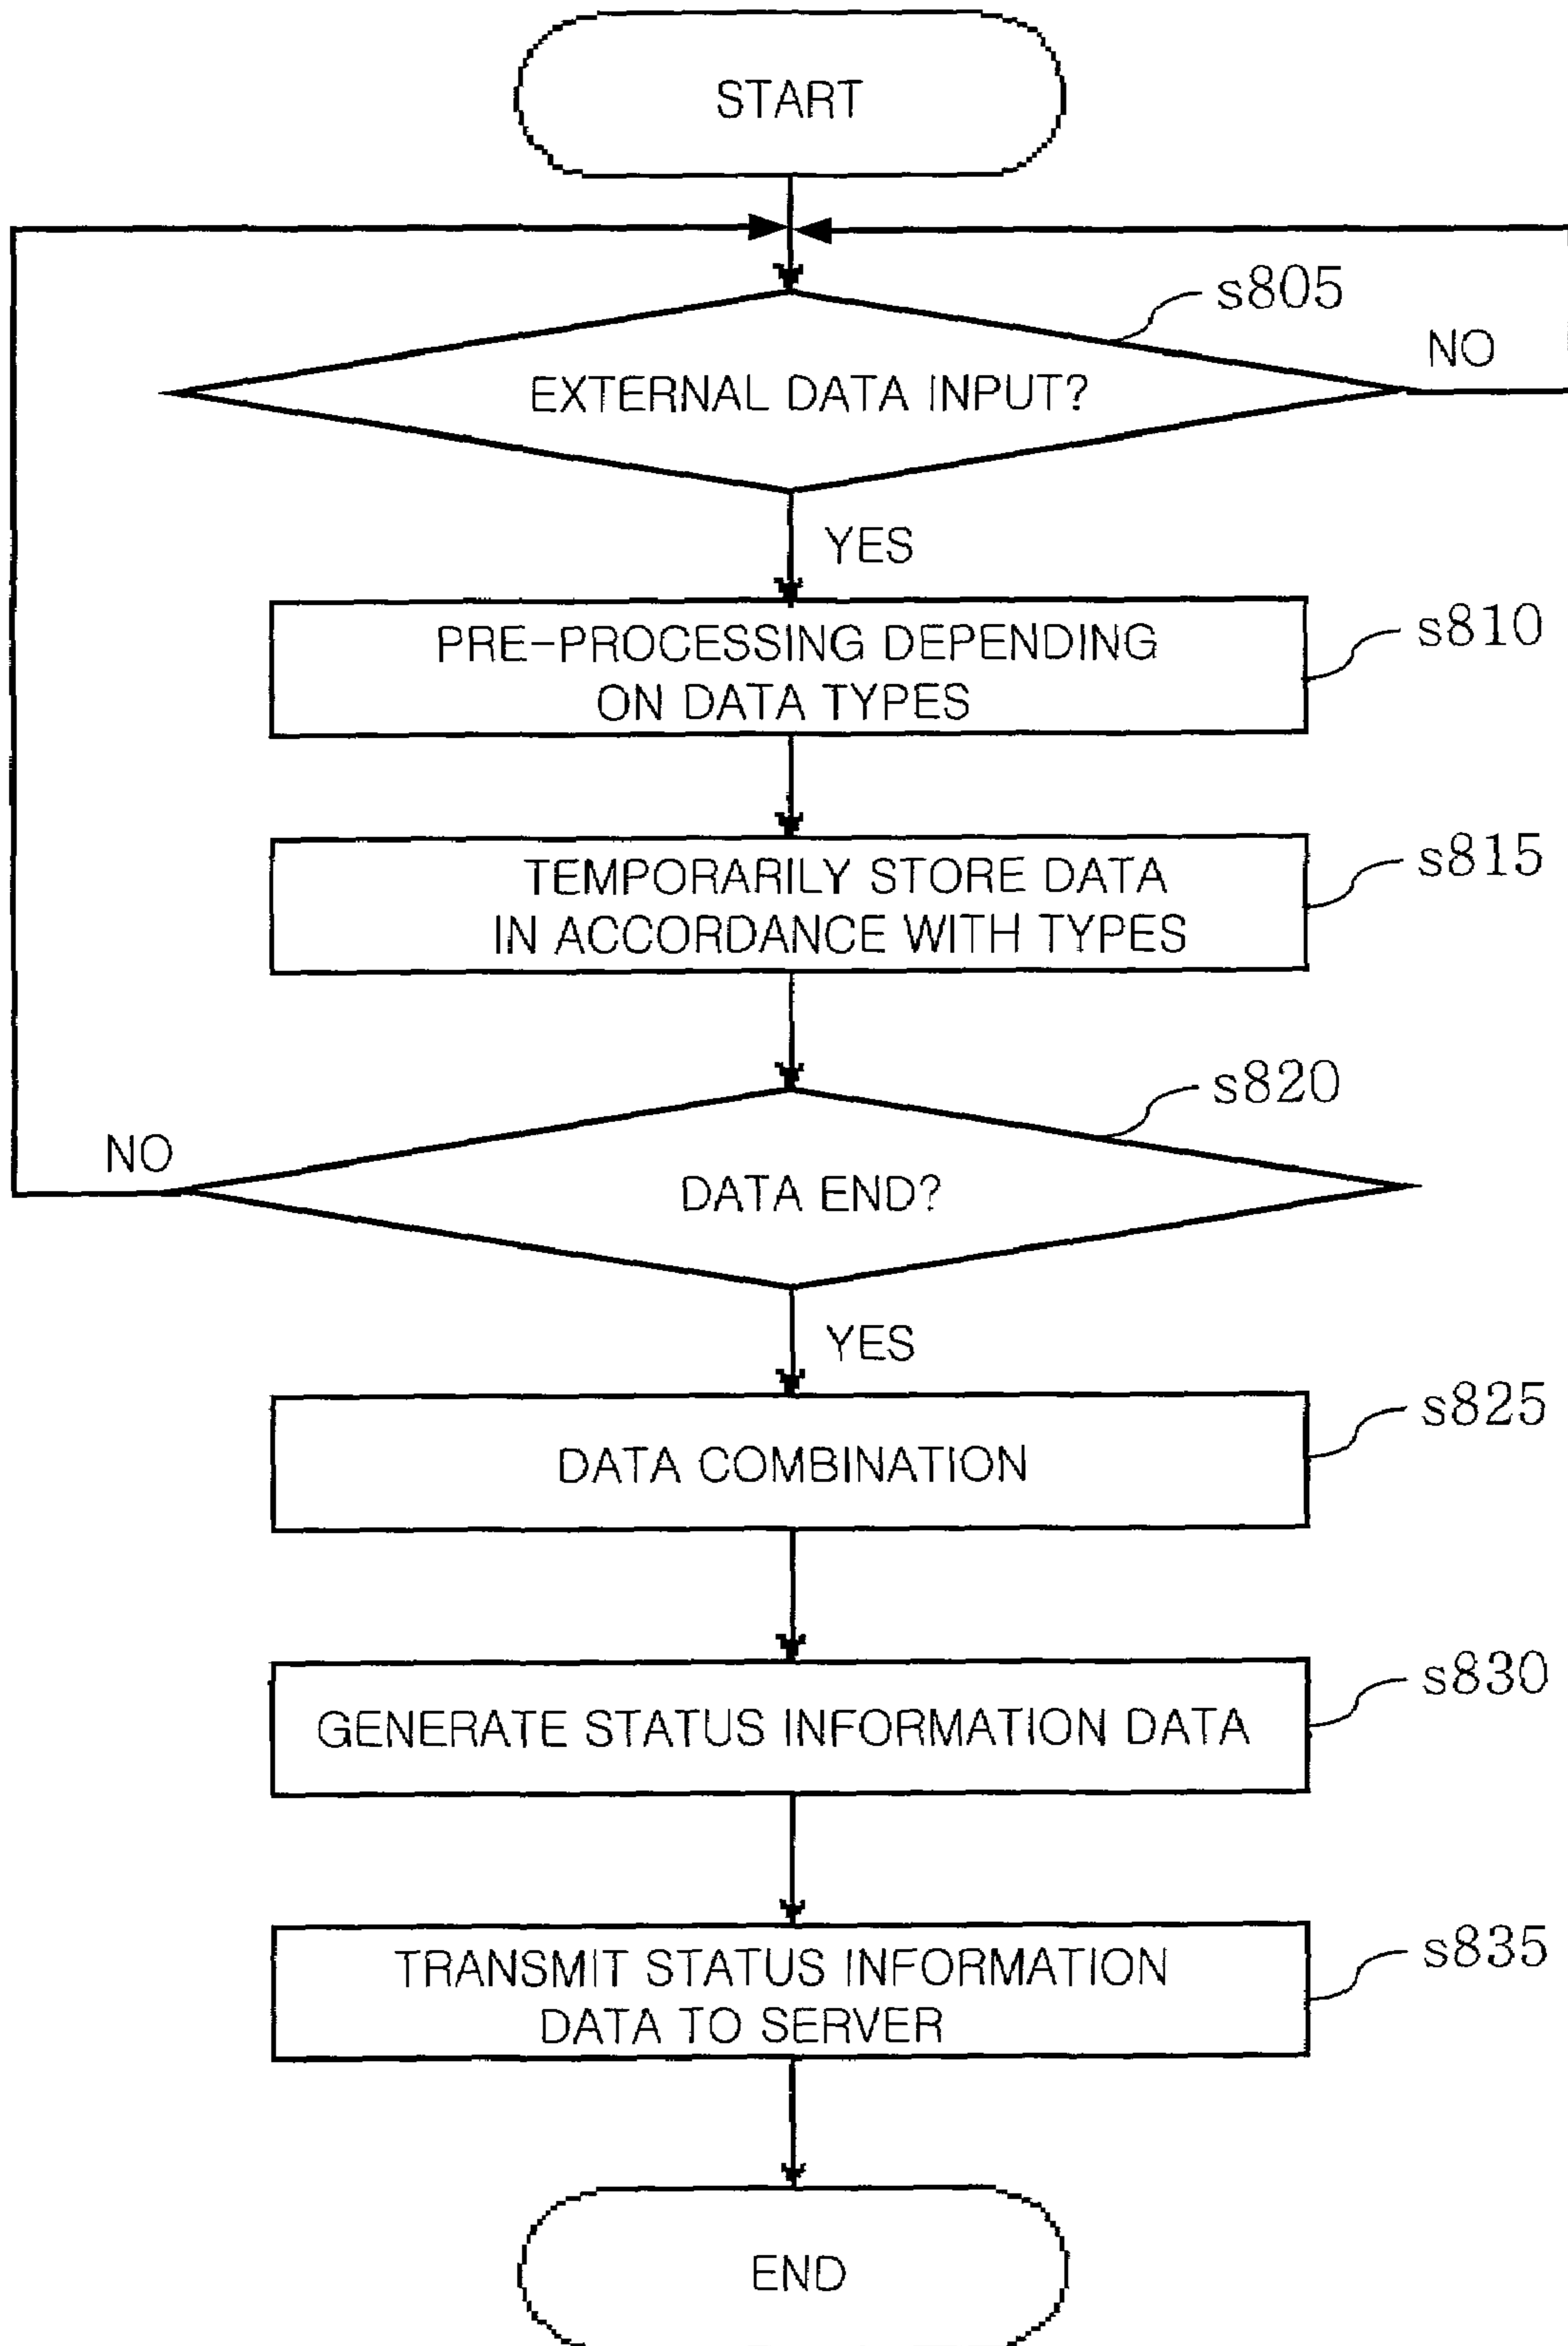 START
s805
NO
EXTERNAL DATA INPUT?
YES
PRE-PROCESSING DEPENDING
ON DATA TYPES
s810
TEMPORARILY STORE DATA
IN ACCORDANCE WITH TYPES
s815
s820
NO
DATA END?
YES
DATA COMBINATION
s825
GENERATE STATUS INFORMATION DATA
s830
TRANSMIT STATUS INFORMATION
DATA TO SERVER
s835
END